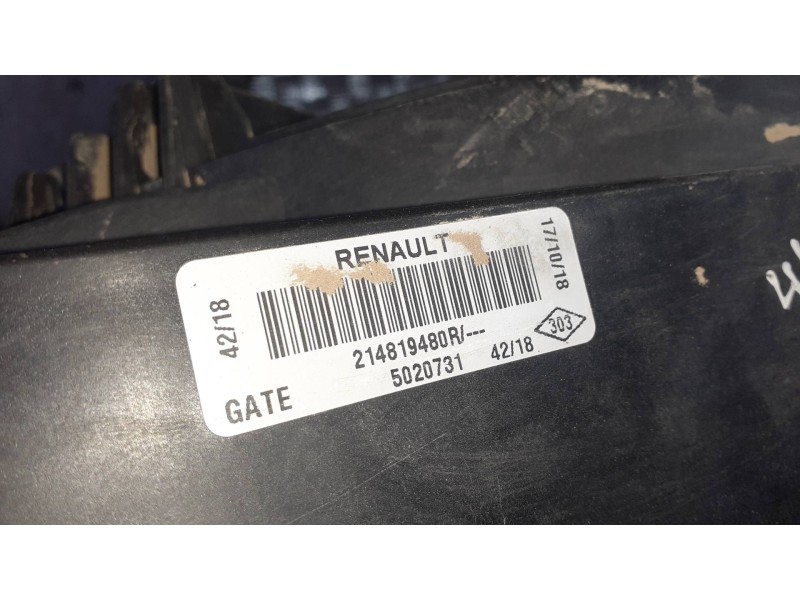 RENAULT
17/10/18
42/18
303
214819480R/---
5020731 42/18
GATE